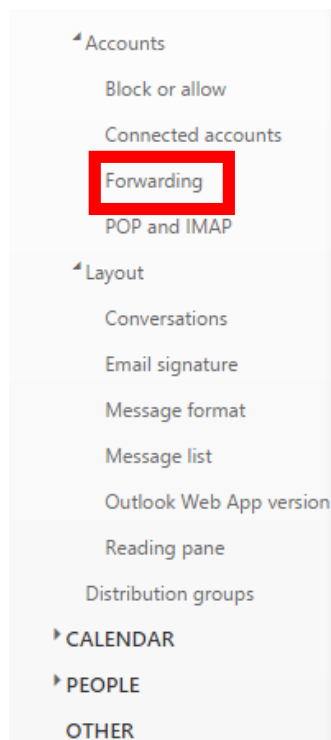 Accounts
Block or allow
Connected accounts
Forwarding
POP and IMAP
Layout
Conversations
Email signature
Message format
Message list
Outlook Web App version
Reading pane
Distribution groups
CALENDAR
PEOPLE
OTHER